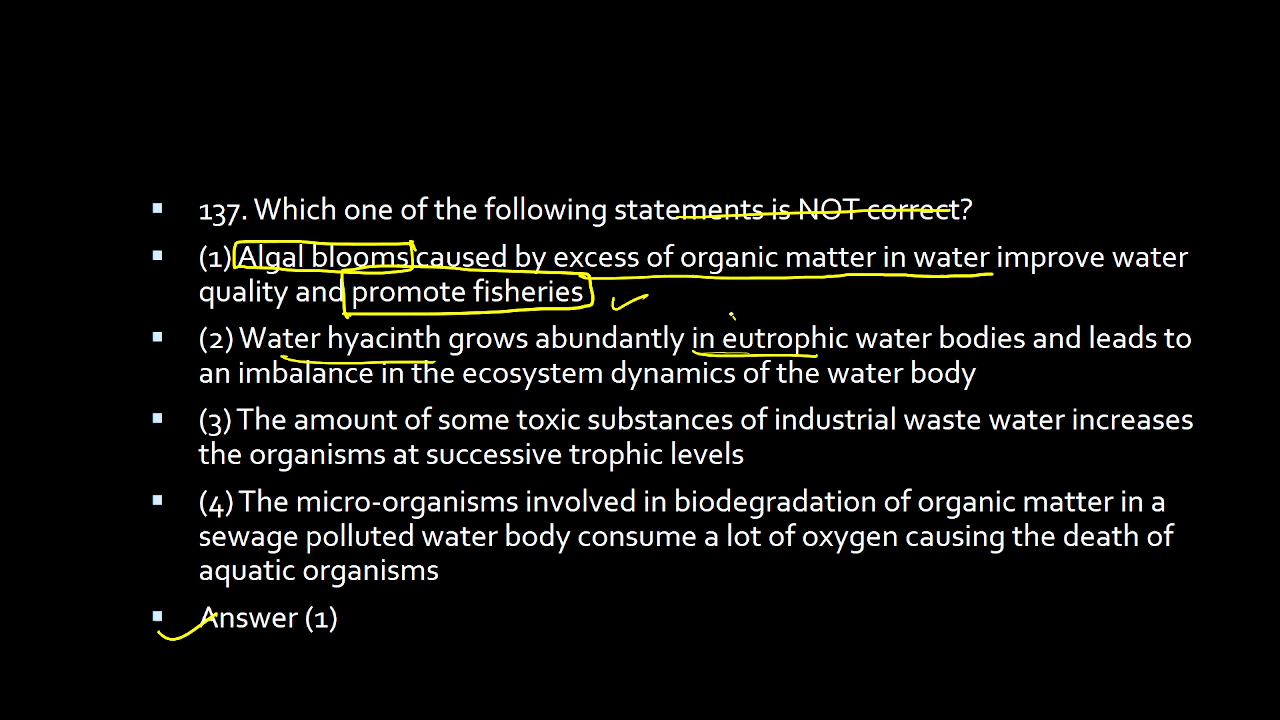 137. Which one of the following statements is NOT correct?
(1) Algal blooms caused by excess of organic matter in water improve water
quality and promote fisheries
(2) Water hyacinth grows abundantly in eutrophic water bodies and leads to
an imbalance in the ecosystem dynamics of the water body
(3) The amount of some toxic substances of industrial waste water increases
the organisms at successive trophic levels
(4) The micro-organisms involved in biodegradation of organic matter in a
sewage polluted water body consume a lot of oxygen causing the death of
aquatic organisms
Answer (1)